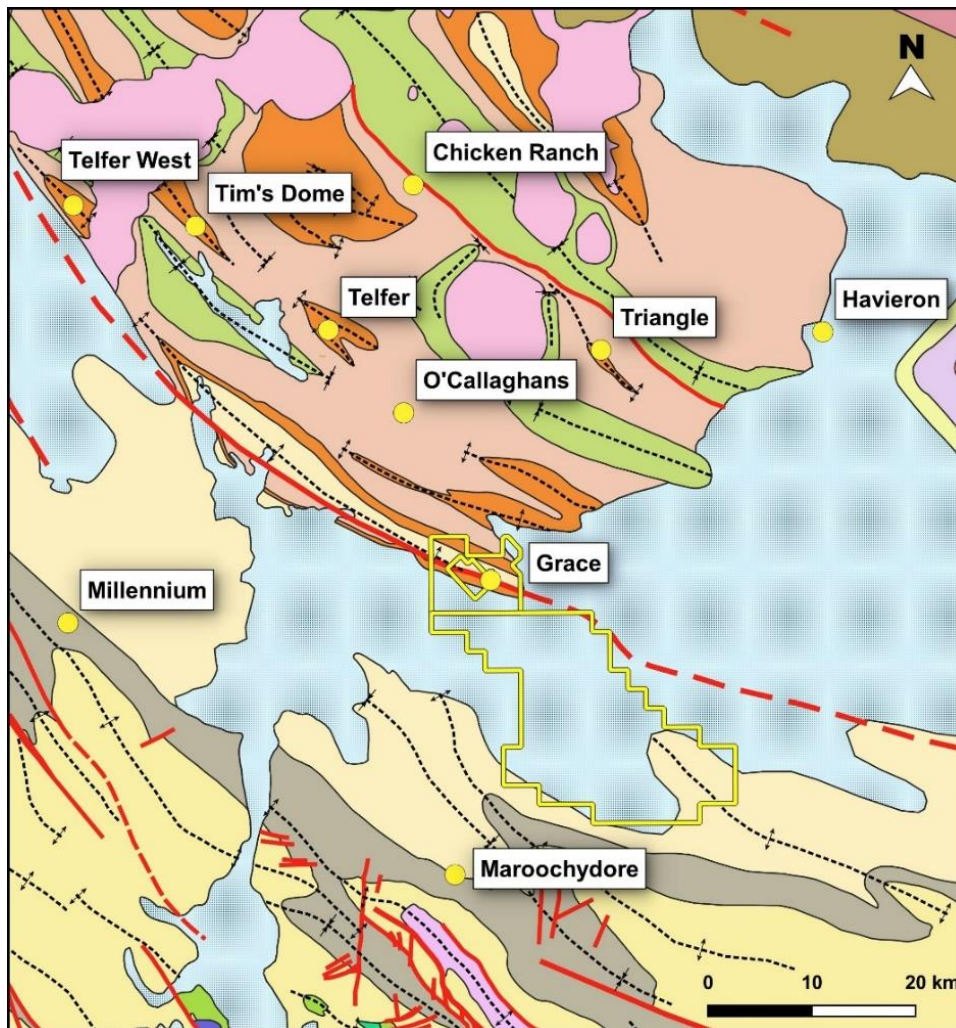 N
Chicken Ranch
Telfer West
Tim's Dome
Telfer
Havieron
Triangle
O'Callaghans
Grace
Millennium
Maroochydore
0 10 20 km